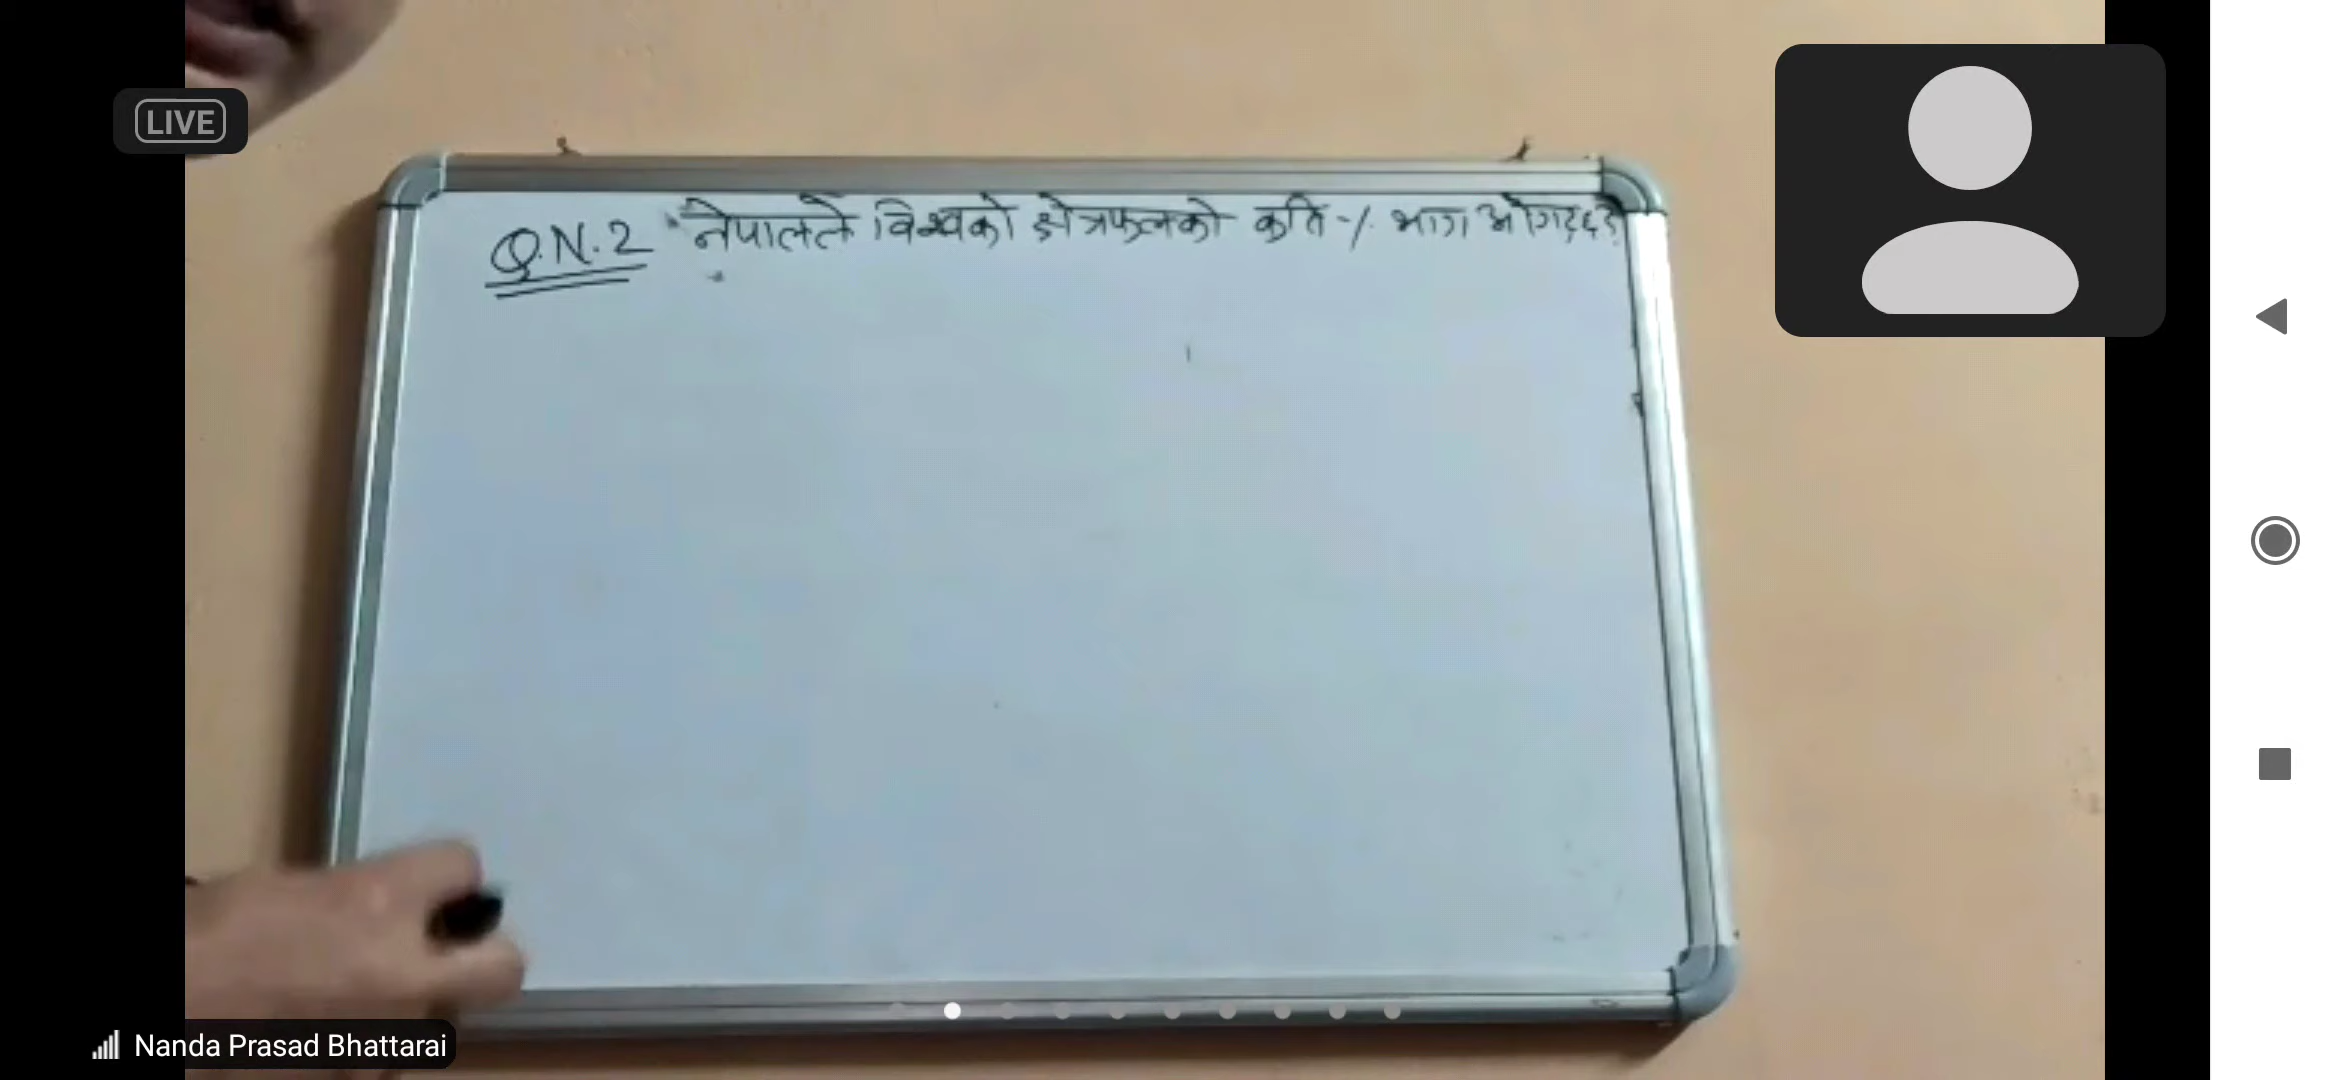 LIVE
Q.N.2 नेपालले विश्वको क्षेत्रफलको कति % भाग ओगट्दछ?
Nanda Prasad Bhattarai